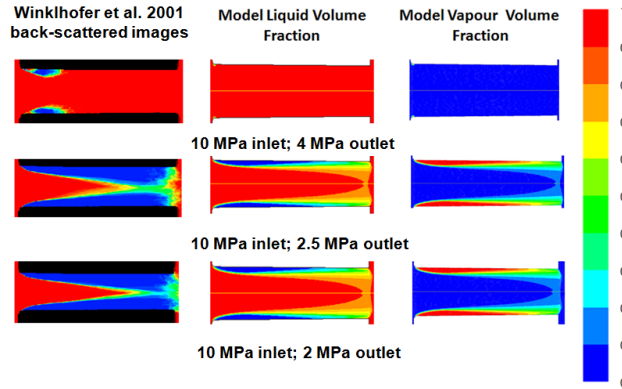 Winklhofer et al. 2001
back-scattered images
Model Liquid Volume
Fraction
Model Vapour Volume
Fraction
10 MPa inlet; 4 MPa outlet
10 MPa inlet; 2.5 MPa outlet
10 MPa inlet; 2 MPa outlet